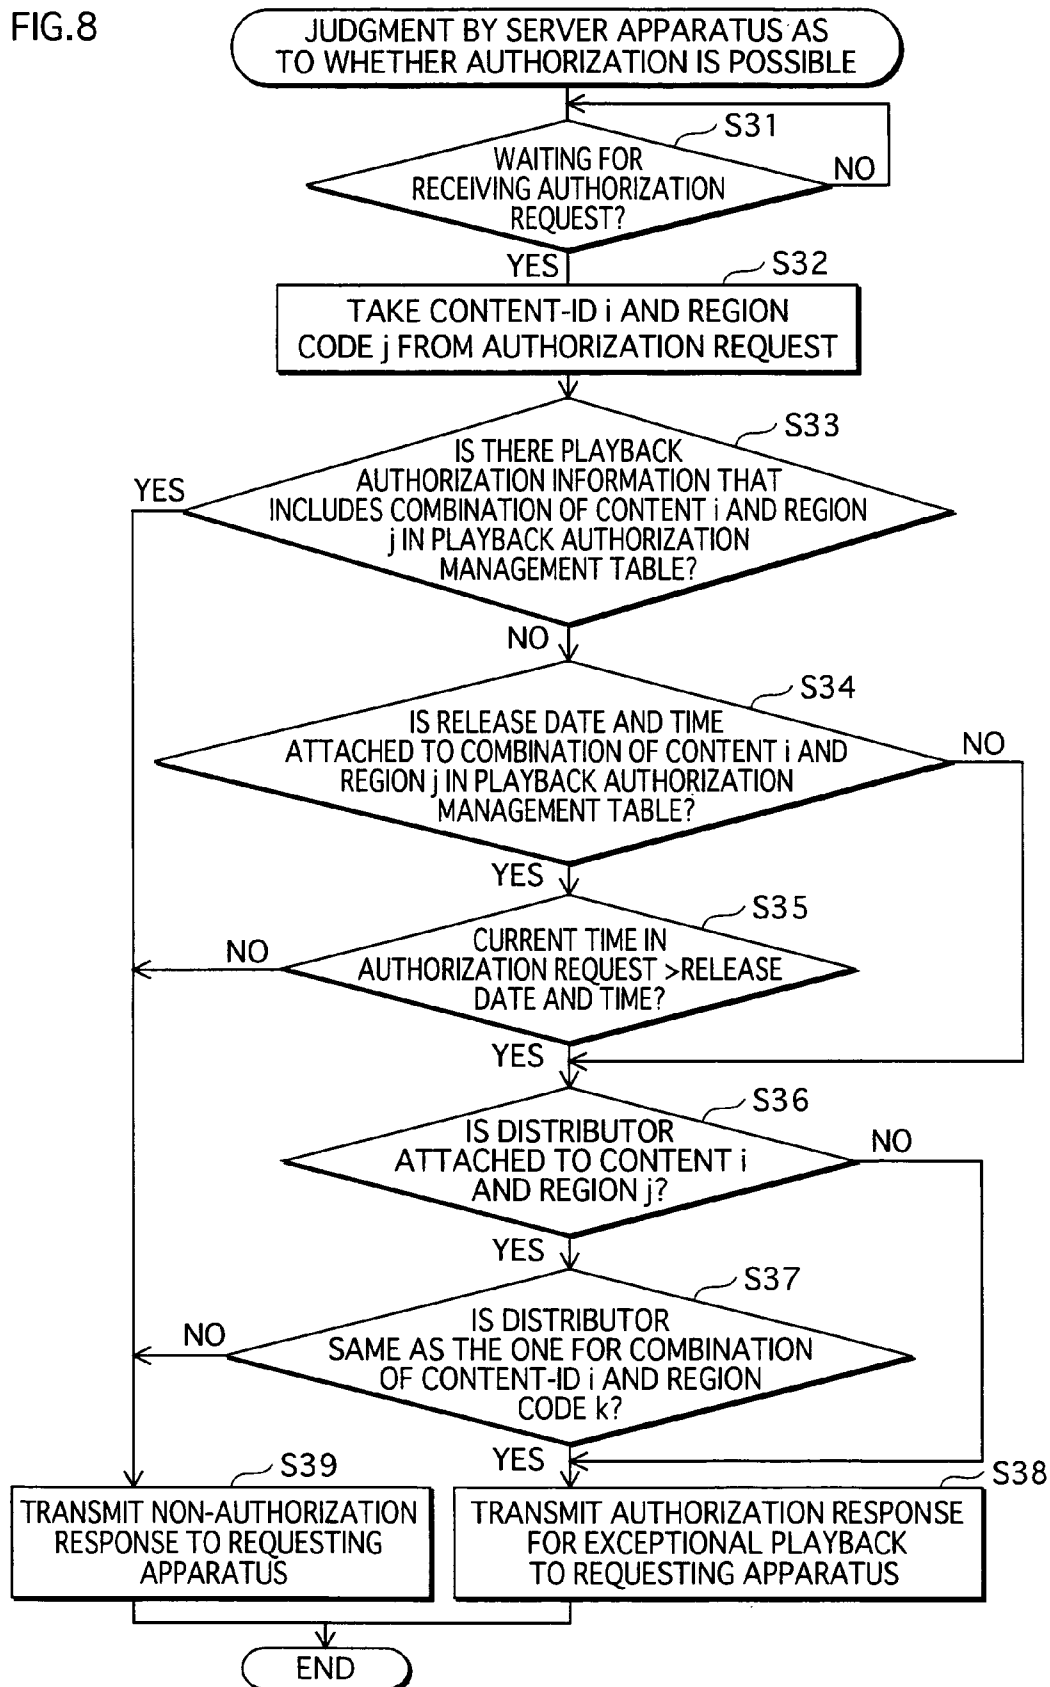 FIG.8
JUDGMENT BY SERVER APPARATUS AS
TO WHETHER AUTHORIZATION IS POSSIBLE
S31
WAITING FOR
RECEIVING AUTHORIZATION
REQUEST?
NO
YES
S32
TAKE CONTENT-ID i AND REGION
CODE j FROM AUTHORIZATION REQUEST
S33
IS THERE PLAYBACK
AUTHORIZATION INFORMATION THAT
INCLUDES COMBINATION OF CONTENT i AND REGION
j IN PLAYBACK AUTHORIZATION
MANAGEMENT TABLE?
YES
NO
S34
IS RELEASE DATE AND TIME
ATTACHED TO COMBINATION OF CONTENT i AND
REGION j IN PLAYBACK AUTHORIZATION
MANAGEMENT TABLE?
NO
YES
S35
CURRENT TIME IN
AUTHORIZATION REQUEST >RELEASE
DATE AND TIME?
NO
YES
S36
IS DISTRIBUTOR
ATTACHED TO CONTENT i
AND REGION j?
NO
YES
S37
IS DISTRIBUTOR
SAME AS THE ONE FOR COMBINATION
OF CONTENT-ID i AND REGION
CODE k?
NO
YES
S39
TRANSMIT NON-AUTHORIZATION
RESPONSE TO REQUESTING
APPARATUS
S38
TRANSMIT AUTHORIZATION RESPONSE
FOR EXCEPTIONAL PLAYBACK
TO REQUESTING APPARATUS
END